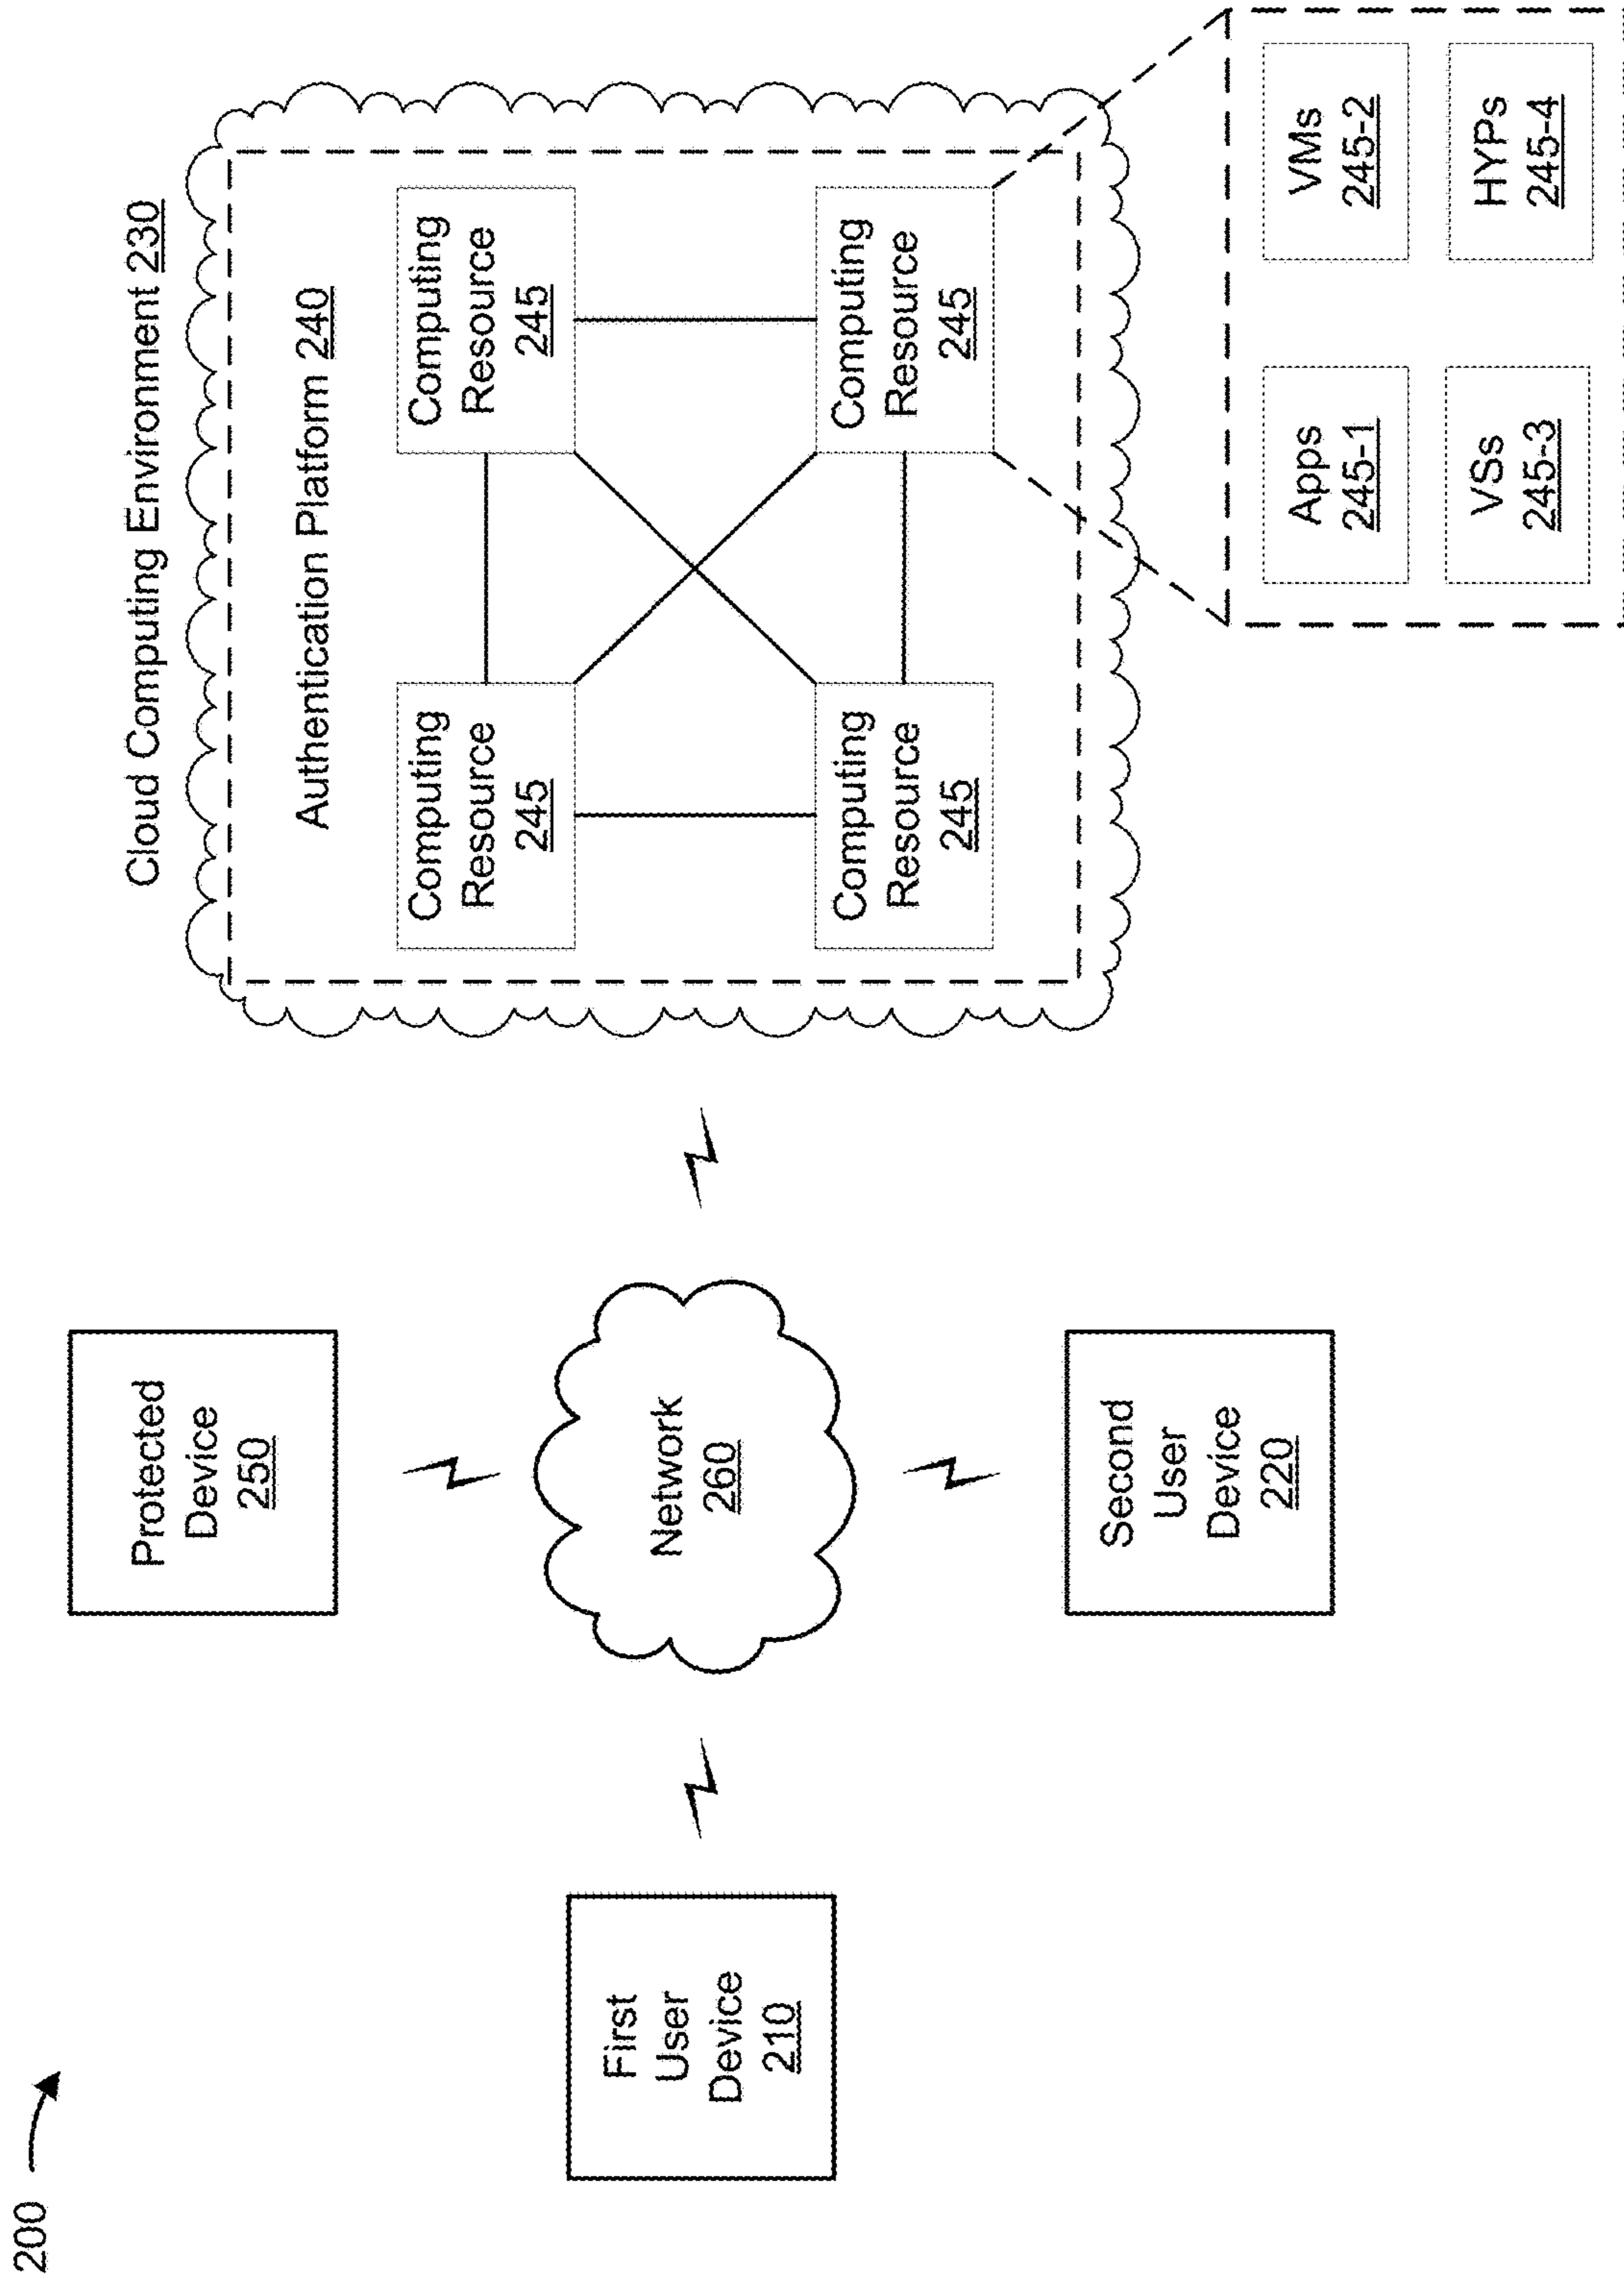 200
First
User
Device
210
Protected
Device
250
Network
260
Second
User
Device
220
Cloud Computing Environment 230
Authentication Platform 240
Computing
Resource
245
Computing
Resource
245
Computing
Resource
245
Computing
Resource
245
Apps
245-1
VMs
245-2
VSs
245-3
HYPs
245-4